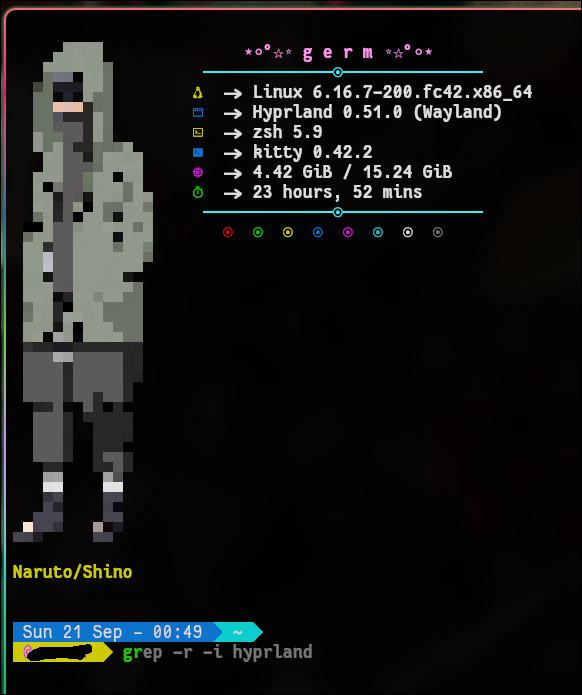 ⋆∘°☆⋆ g e r m ⋆☆°∘⋆
Linux 6.16.7-200.fc42.x86_64
Hyprland 0.51.0 (Wayland)
zsh 5.9
kitty 0.42.2
4.42 GiB / 15.24 GiB
23 hours, 52 mins
Naruto/Shino
Sun 21 Sep - 00:49 ~
grep -r -i hyprland